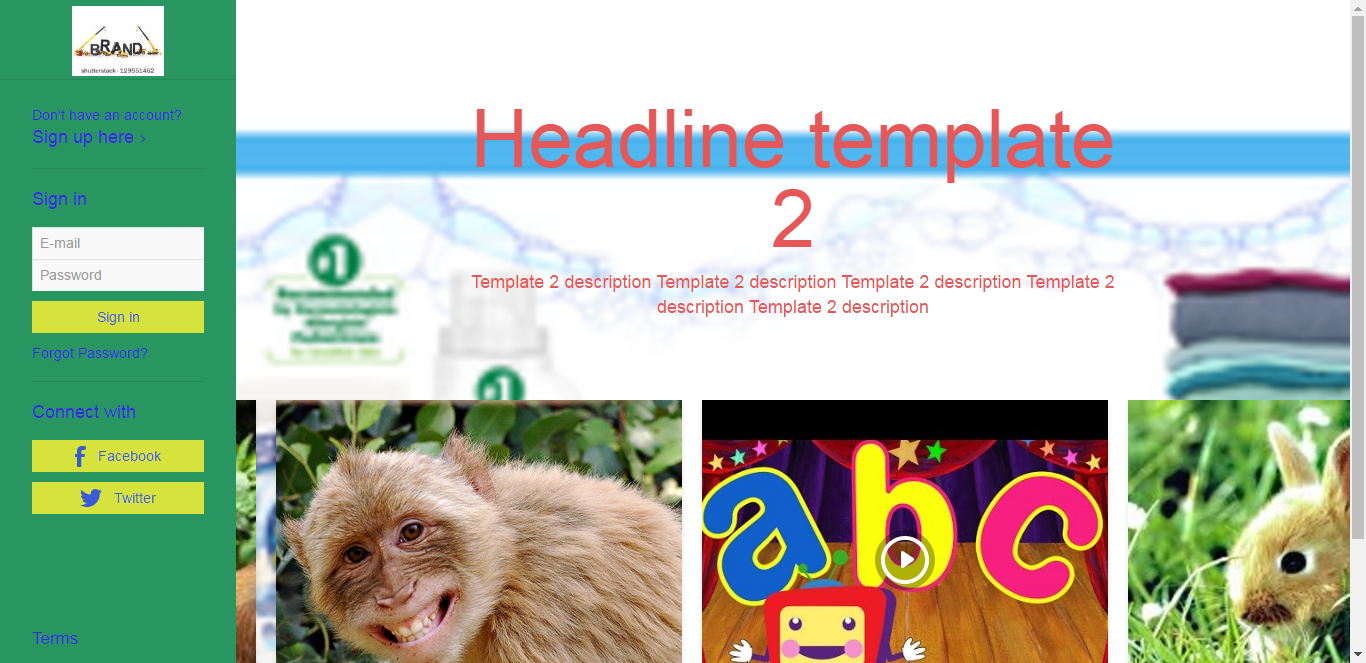 BRAND
shutterstock · 129551462
Don't have an account?
Sign up here ›
Sign in
E-mail
Password
Sign in
Forgot Password?
Connect with
Facebook
Twitter
Terms
Headline template
2
Template 2 description Template 2 description Template 2 description Template 2
description Template 2 description
#1
Recommended
#1
a b c